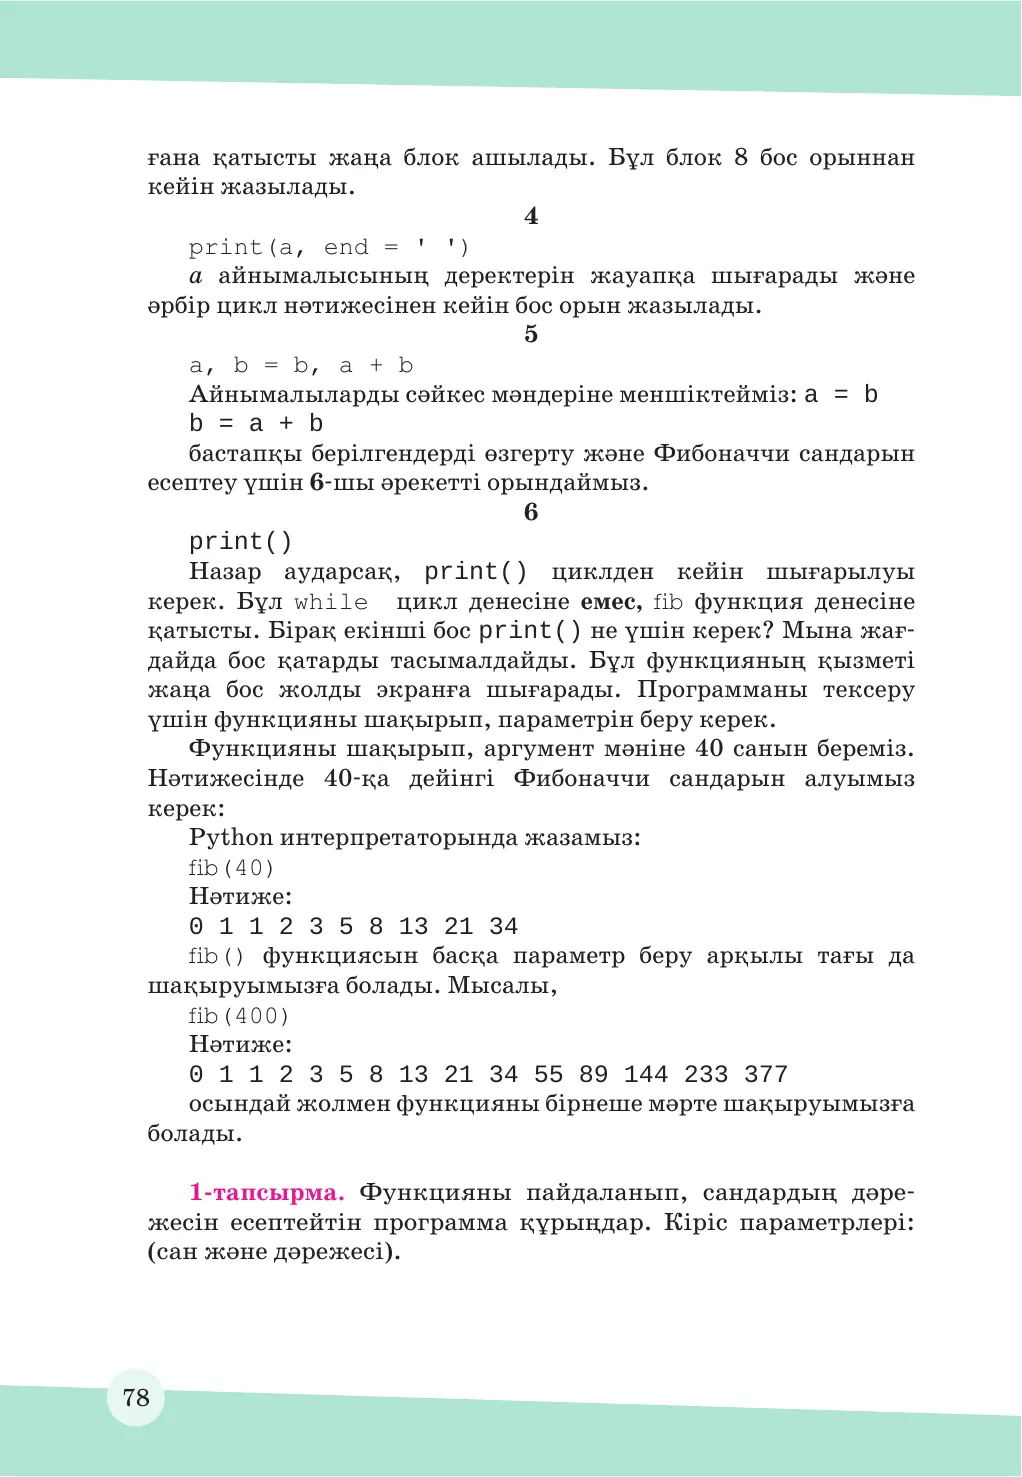 ғана қатысты жаңа блок ашылады. Бұл блок 8 бос орыннан
кейін жазылады.
4
print(a, end = ' ')
a айнымалысының деректерін жауапқа шығарады және
әрбір цикл нәтижесінен кейін бос орын жазылады.
5
a, b = b, a + b
Айнымалыларды сәйкес мәндеріне меншіктейміз: a = b
b = a + b
бастапқы берілгендерді өзгерту және Фибоначчи сандарын
есептеу үшін 6-шы әрекетті орындаймыз.
6
print()
Назар аударсақ, print() циклден кейін шығарылуы
керек. Бұл while цикл денесіне емес, fib функция денесіне
қатысты. Бірақ екінші бос print() не үшін керек? Мына жағ-
дайда бос қатарды тасымалдайды. Бұл функцияның қызметі
жаңа бос жолды экранға шығарады. Программаны тексеру
үшін функцияны шақырып, параметрін беру керек.
Функцияны шақырып, аргумент мәніне 40 санын береміз.
Нәтижесінде 40-қа дейінгі Фибоначчи сандарын алуымыз
керек:
Python интерпретаторында жазамыз:
fib(40)
Нәтиже:
0 1 1 2 3 5 8 13 21 34
fib() функциясын басқа параметр беру арқылы тағы да
шақыруымызға болады. Мысалы,
fib(400)
Нәтиже:
0 1 1 2 3 5 8 13 21 34 55 89 144 233 377
осындай жолмен функцияны бірнеше мәрте шақыруымызға
болады.
1-тапсырма. Функцияны пайдаланып, сандардың дәре-
жесін есептейтін программа құрыңдар. Кіріс параметрлері:
(сан және дәрежесі).
78